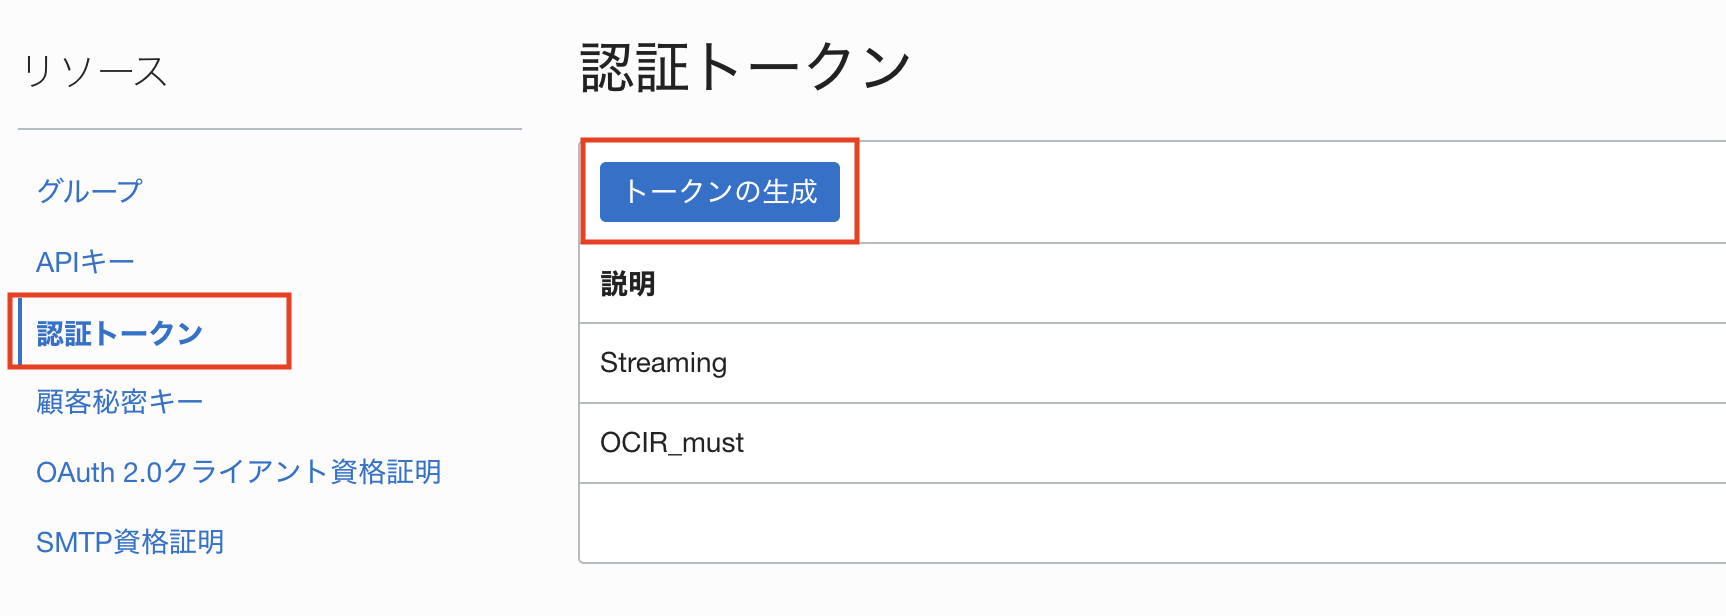 リソース
グループ
APIキー
認証トークン
顧客秘密キー
OAuth 2.0クライアント資格証明
SMTP資格証明
認証トークン
トークンの生成
説明
Streaming
OCIR_must